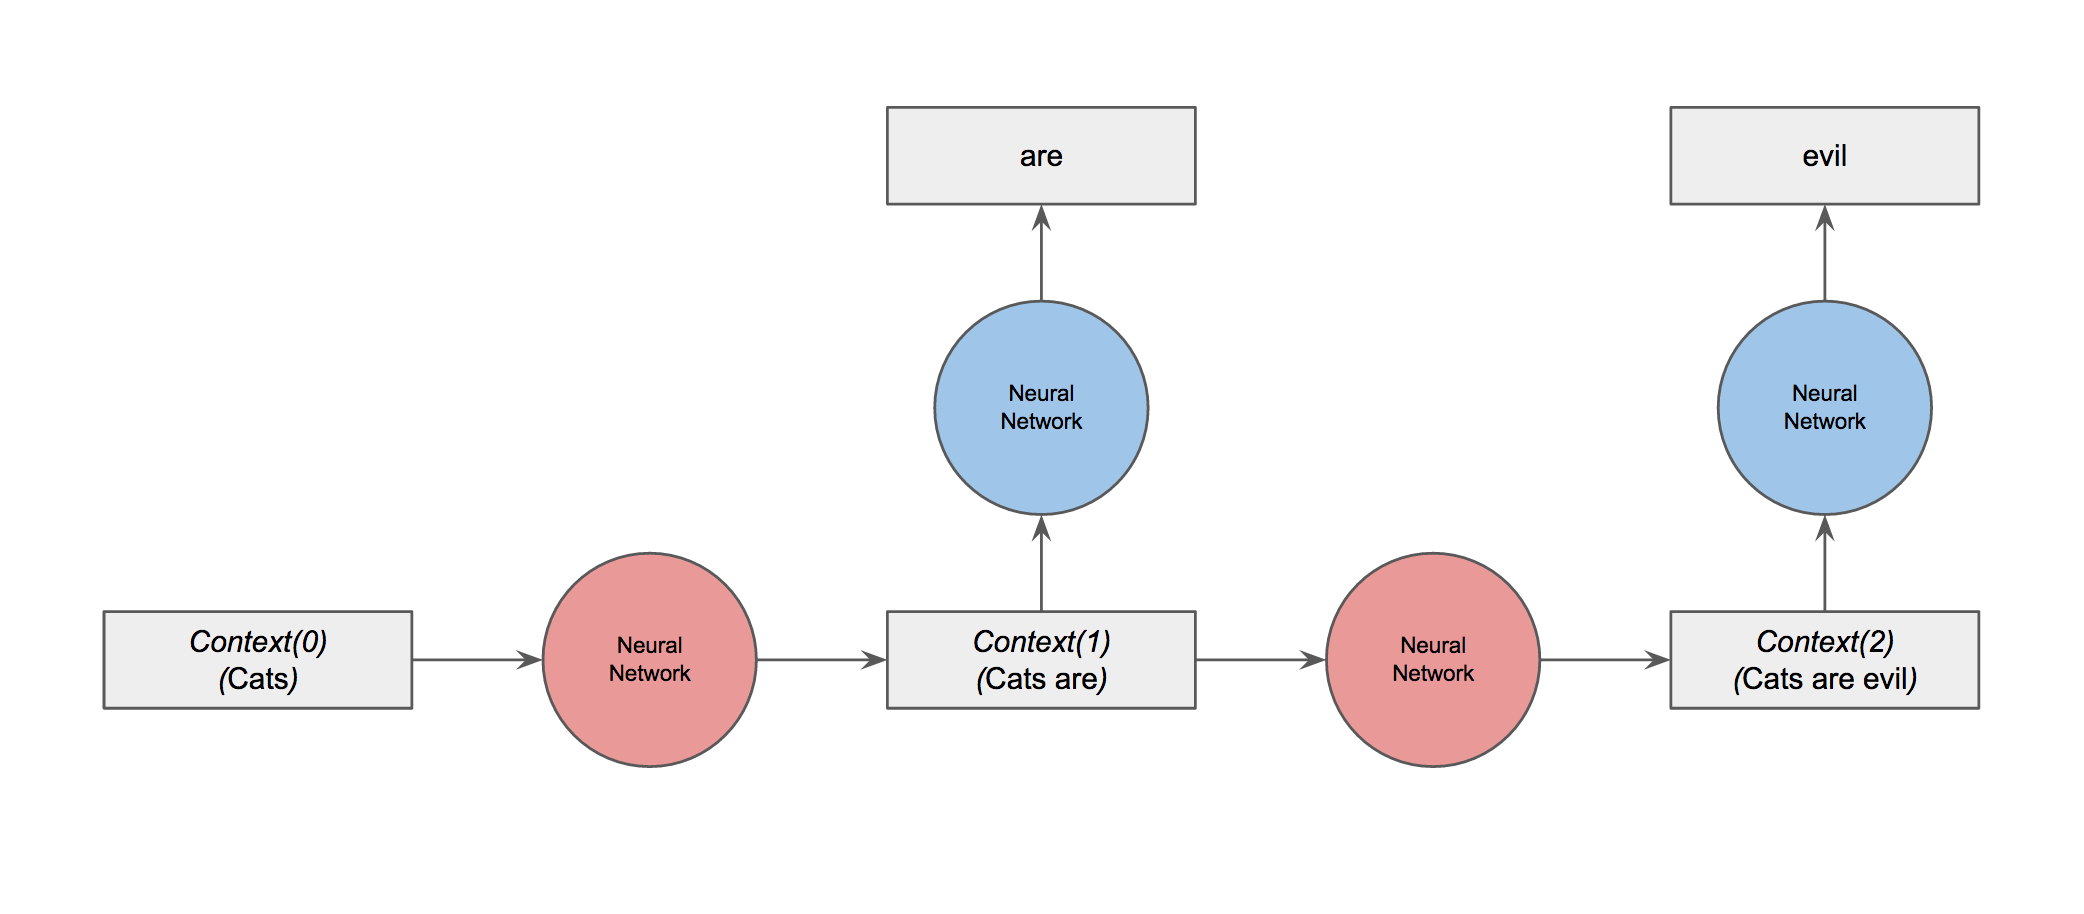 are
evil
Neural
Network
Neural
Network
Context(0)
(Cats)
Neural
Network
Context(1)
(Cats are)
Neural
Network
Context(2)
(Cats are evil)